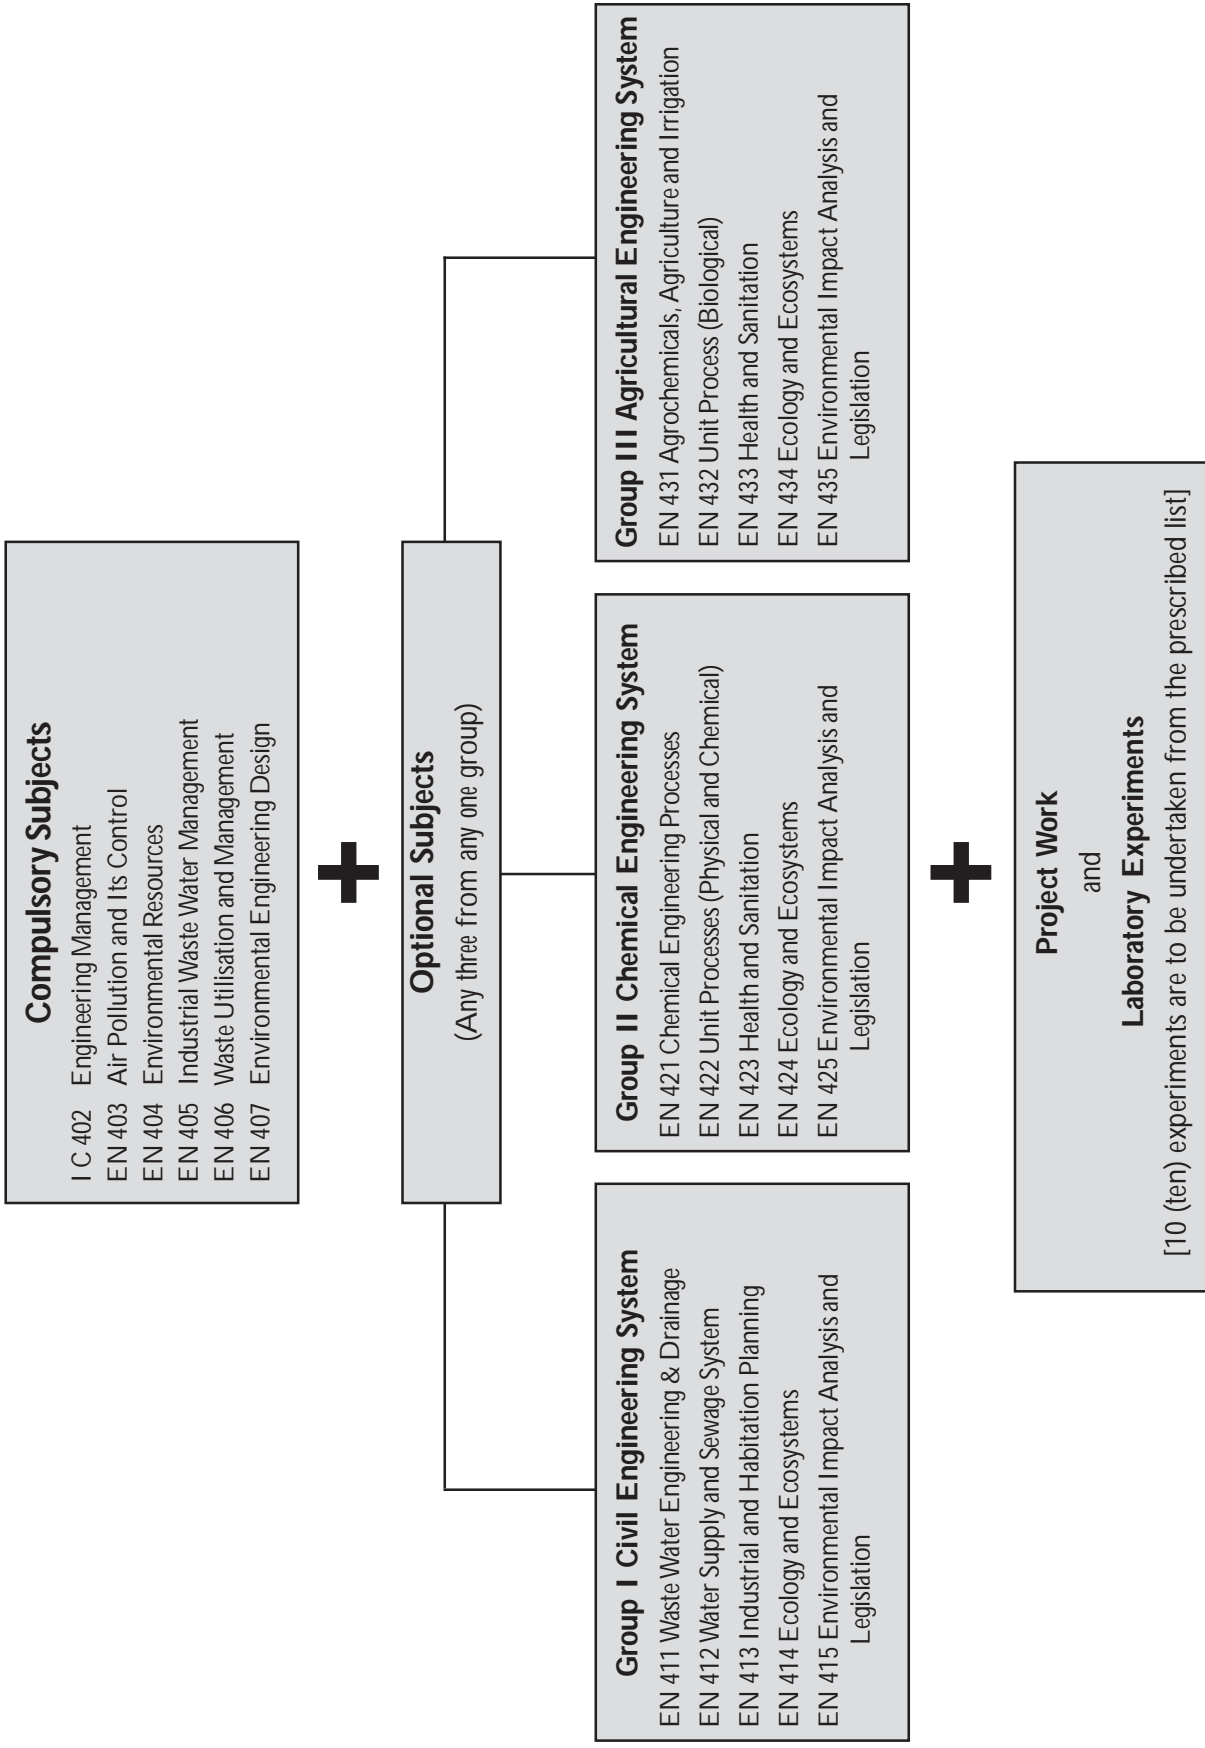 Compulsory Subjects
I C 402 Engineering Management
EN 403 Air Pollution and Its Control
EN 404 Environmental Resources
EN 405 Industrial Waste Water Management
EN 406 Waste Utilisation and Management
EN 407 Environmental Engineering Design
+
Optional Subjects
(Any three from any one group)
Group I Civil Engineering System
EN 411 Waste Water Engineering & Drainage
EN 412 Water Supply and Sewage System
EN 413 Industrial and Habitation Planning
EN 414 Ecology and Ecosystems
EN 415 Environmental Impact Analysis and
Legislation
Group II Chemical Engineering System
EN 421 Chemical Engineering Processes
EN 422 Unit Processes (Physical and Chemical)
EN 423 Health and Sanitation
EN 424 Ecology and Ecosystems
EN 425 Environmental Impact Analysis and
Legislation
Group III Agricultural Engineering System
EN 431 Agrochemicals, Agriculture and Irrigation
EN 432 Unit Process (Biological)
EN 433 Health and Sanitation
EN 434 Ecology and Ecosystems
EN 435 Environmental Impact Analysis and
Legislation
+
Project Work
and
Laboratory Experiments
[10 (ten) experiments are to be undertaken from the prescribed list]